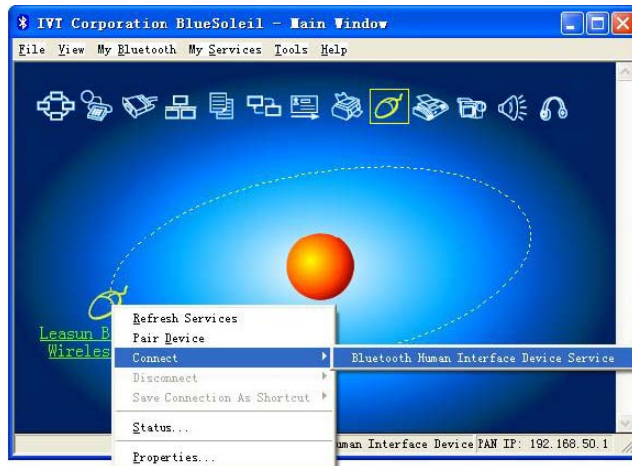 IVT Corporation BlueSoleil - Main Window
File View My Bluetooth My Services Tools Help
Leasun B
Wireles
Refresh Services
Pair Device
Connect
Bluetooth Human Interface Device Service
Disconnect
Save Connection As Shortcut
Status...
Properties...
uman Interface Device PAN IP: 192.168.50.1